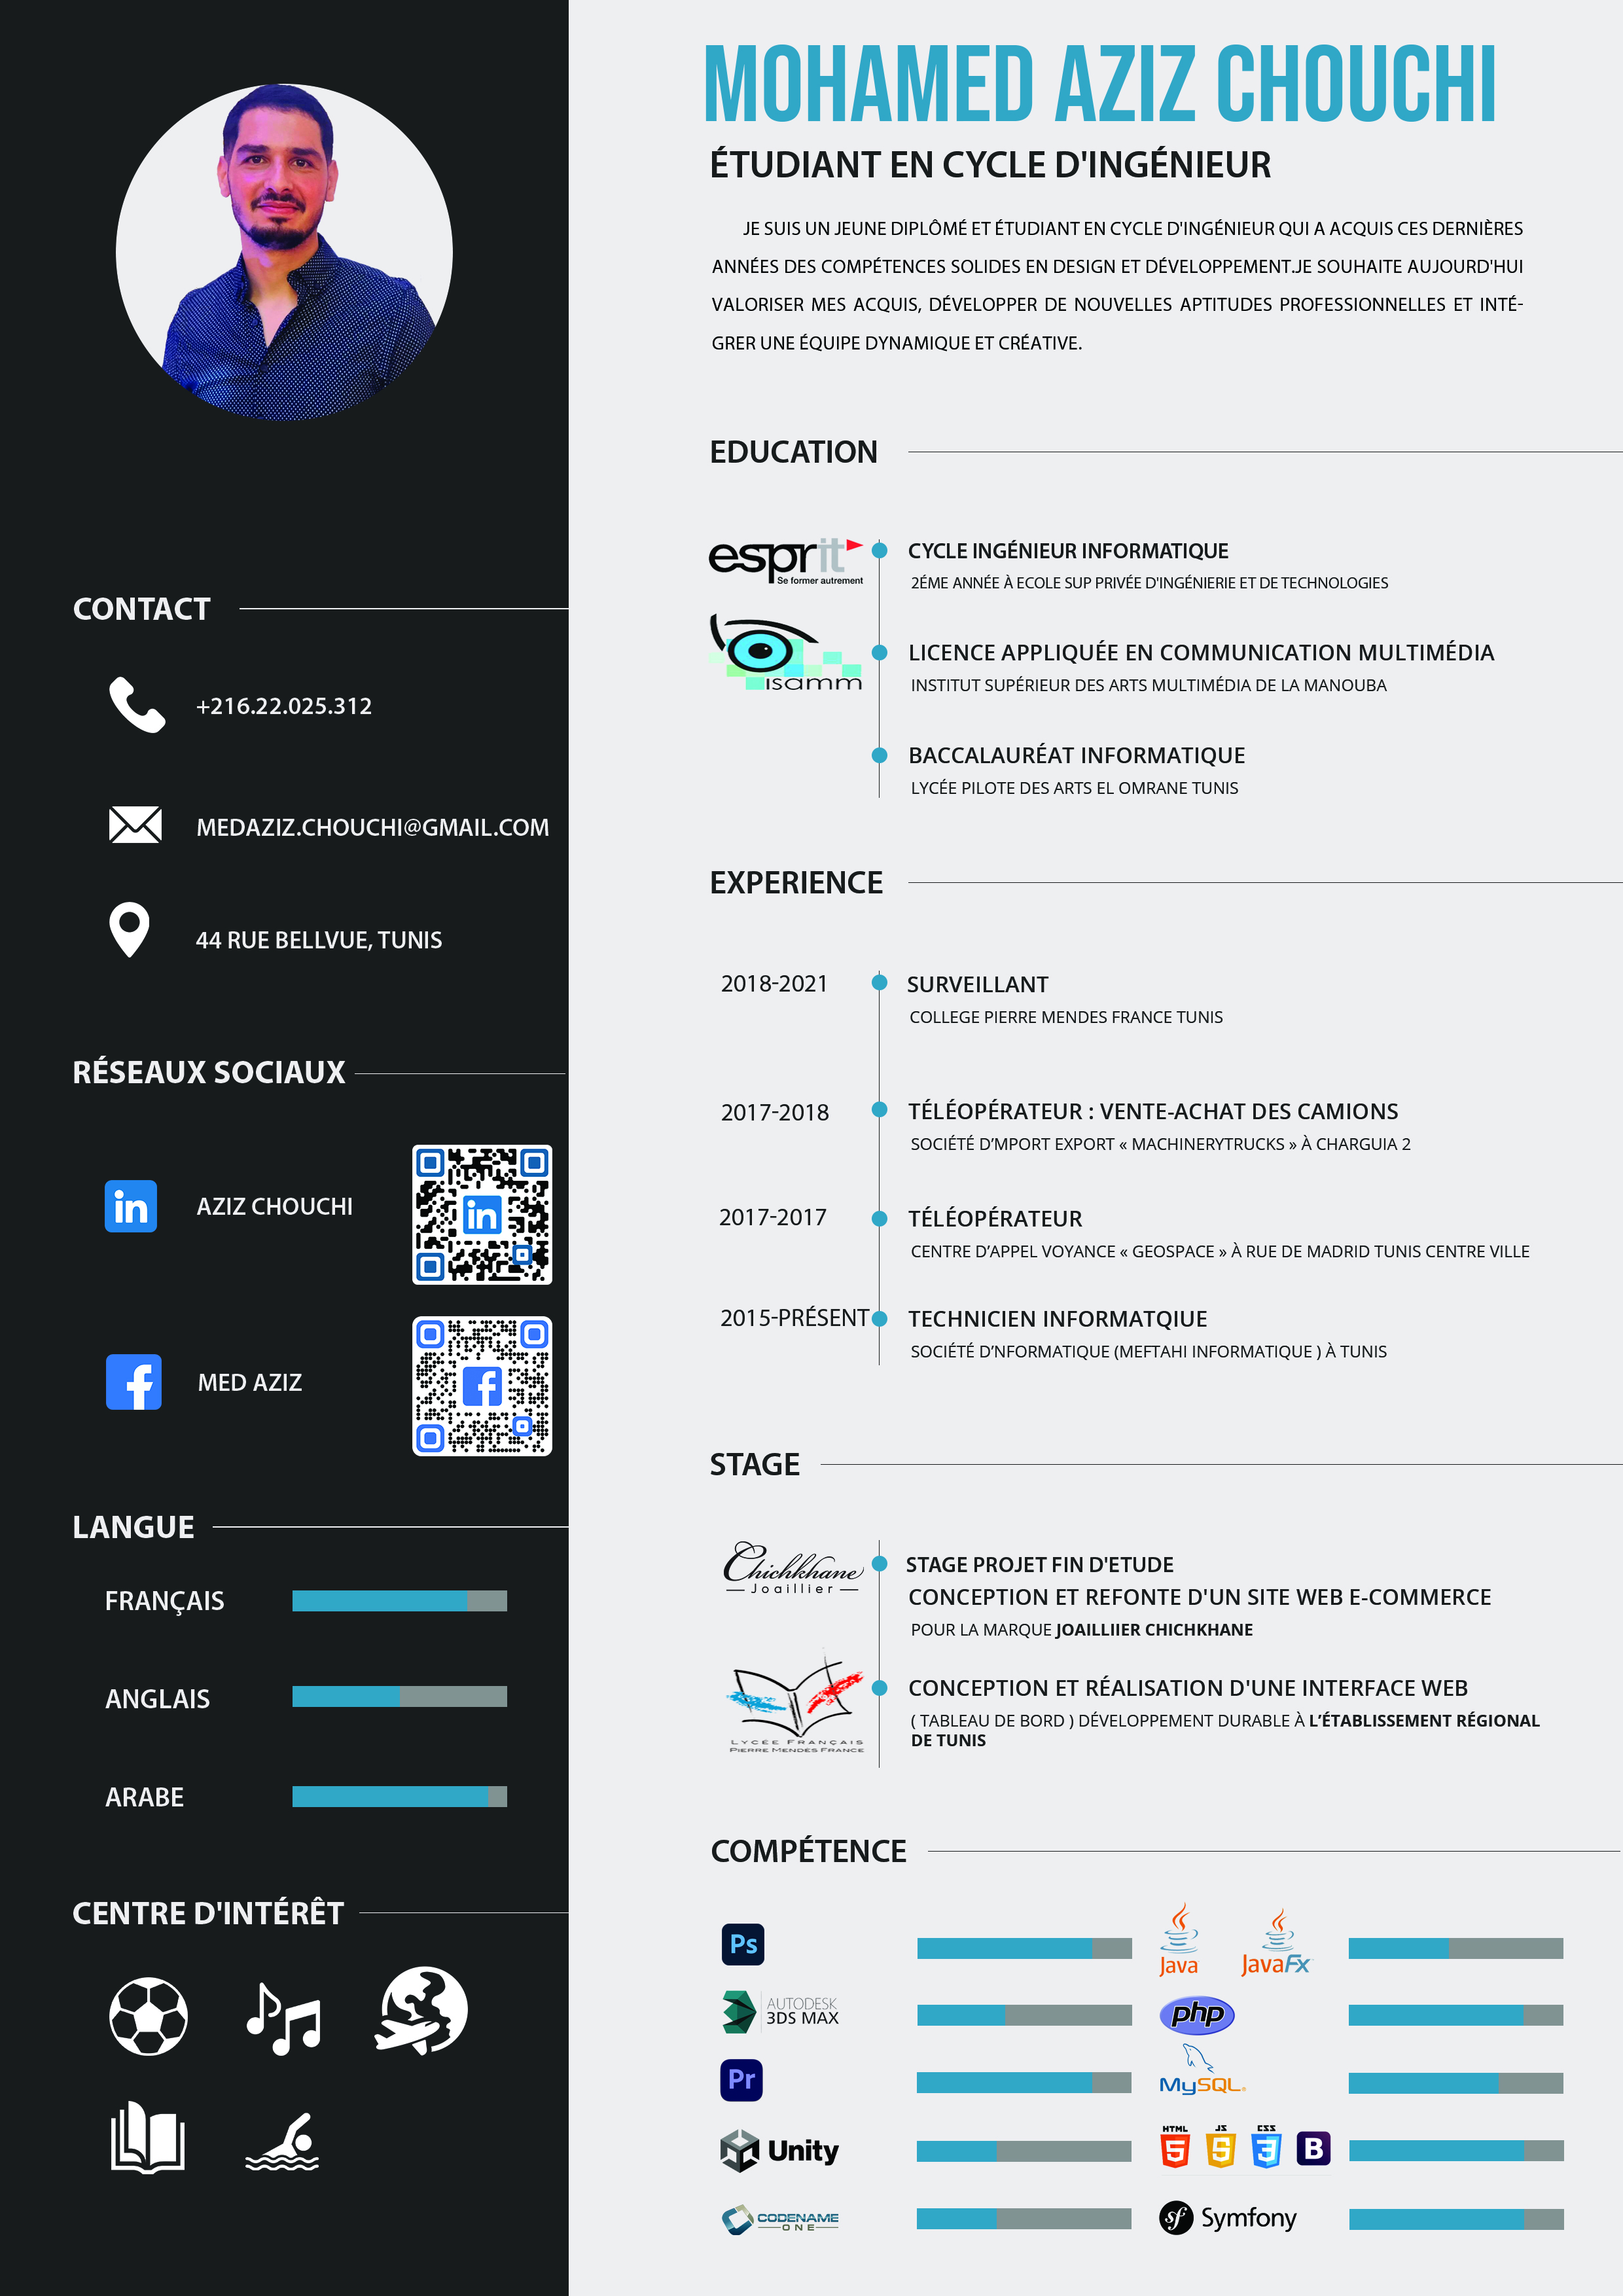 MOHAMED AZIZ CHOUCHI
ÉTUDIANT EN CYCLE D'INGÉNIEUR
JE SUIS UN JEUNE DIPLÔMÉ ET ÉTUDIANT EN CYCLE D'INGÉNIEUR QUI A ACQUIS CES DERNIÈRES
ANNÉES DES COMPÉTENCES SOLIDES EN DESIGN ET DÉVELOPPEMENT.JE SOUHAITE AUJOURD'HUI
VALORISER MES ACQUIS, DÉVELOPPER DE NOUVELLES APTITUDES PROFESSIONNELLES ET INTÉ-
GRER UNE ÉQUIPE DYNAMIQUE ET CRÉATIVE.
CONTACT
+216.22.025.312
MEDAZIZ.CHOUCHI@GMAIL.COM
44 RUE BELLVUE, TUNIS
RÉSEAUX SOCIAUX
in
AZIZ CHOUCHI
in
f
MED AZIZ
f
LANGUE
FRANÇAIS
ANGLAIS
ARABE
CENTRE D'INTÉRÊT
EDUCATION
esprit
Se former autrement
CYCLE INGÉNIEUR INFORMATIQUE
2ÉME ANNÉE À ECOLE SUP PRIVÉE D'INGÉNIERIE ET DE TECHNOLOGIES
isamm
LICENCE APPLIQUÉE EN COMMUNICATION MULTIMÉDIA
INSTITUT SUPÉRIEUR DES ARTS MULTIMÉDIA DE LA MANOUBA
BACCALAURÉAT INFORMATIQUE
LYCÉE PILOTE DES ARTS EL OMRANE TUNIS
EXPERIENCE
2018-2021
SURVEILLANT
COLLEGE PIERRE MENDES FRANCE TUNIS
2017-2018
TÉLÉOPÉRATEUR : VENTE-ACHAT DES CAMIONS
SOCIÉTÉ D'MPORT EXPORT « MACHINERYTRUCKS » À CHARGUIA 2
2017-2017
TÉLÉOPÉRATEUR
CENTRE D'APPEL VOYANCE « GEOSPACE » À RUE DE MADRID TUNIS CENTRE VILLE
2015-PRÉSENT
TECHNICIEN INFORMATQIUE
SOCIÉTÉ D'NFORMATIQUE (MEFTAHI INFORMATIQUE ) À TUNIS
STAGE
Chichkhane
Joaillier
STAGE PROJET FIN D'ETUDE
CONCEPTION ET REFONTE D'UN SITE WEB E-COMMERCE
POUR LA MARQUE JOAILLIIER CHICHKHANE
LYCÉE FRANÇAIS
PIERRE MENDÈS FRANCE
CONCEPTION ET RÉALISATION D'UNE INTERFACE WEB
( TABLEAU DE BORD ) DÉVELOPPEMENT DURABLE À L'ÉTABLISSEMENT RÉGIONAL
DE TUNIS
COMPÉTENCE
Ps
Java
JavaFx
AUTODESK
3DS MAX
php
Pr
MySQL
Unity
HTML 5
JS
CSS 3
B
CODENAME
ONE
sf Symfony